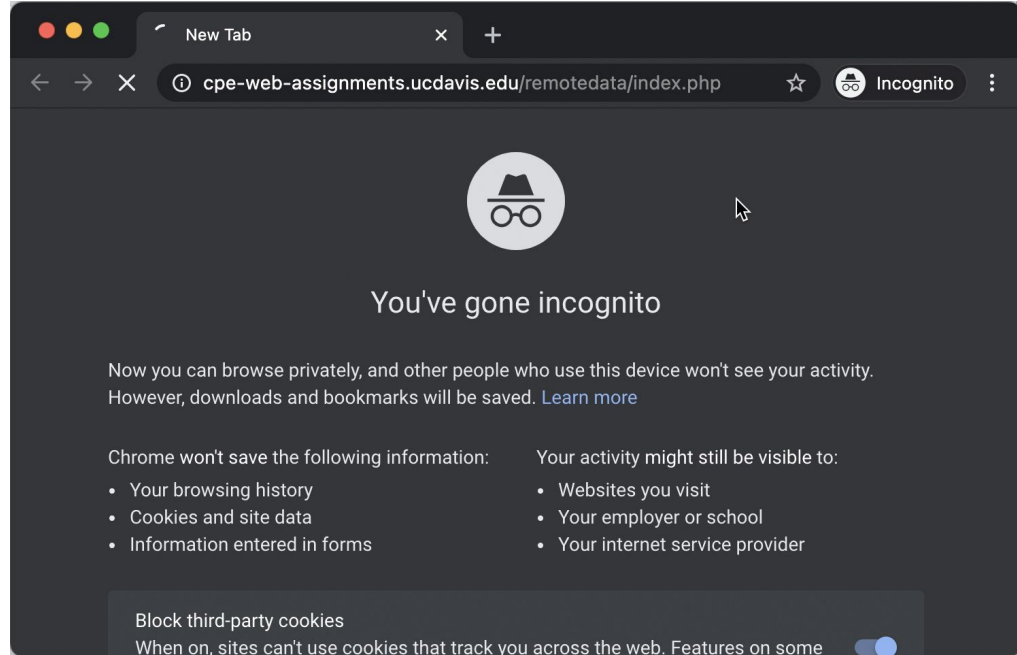 New Tab
cpe-web-assignments.ucdavis.edu/remotedata/index.php
Incognito
You've gone incognito
Now you can browse privately, and other people who use this device won't see your activity.
However, downloads and bookmarks will be saved. Learn more
Chrome won't save the following information:
• Your browsing history
• Cookies and site data
• Information entered in forms
Your activity might still be visible to:
• Websites you visit
• Your employer or school
• Your internet service provider
Block third-party cookies
When on, sites can't use cookies that track you across the web. Features on some